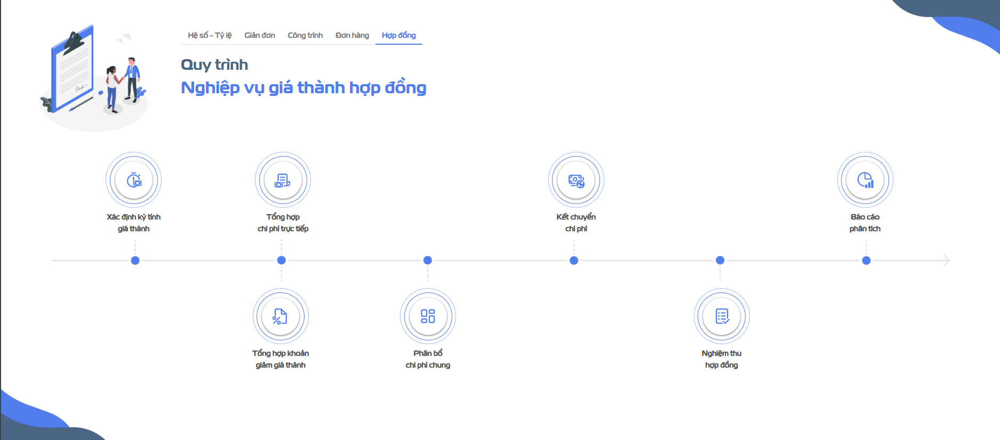 Hệ số - Tỷ lệ
Giản đơn
Công trình
Đơn hàng
Hợp đồng
Quy trình
Nghiệp vụ giá thành hợp đồng
Xác định kỳ tính
giá thành
Tổng hợp
chi phí trực tiếp
Kết chuyển
chi phí
Báo cáo
phân tích
Tổng hợp khoản
giảm giá thành
Phân bổ
chi phí chung
Nghiệm thu
hợp đồng